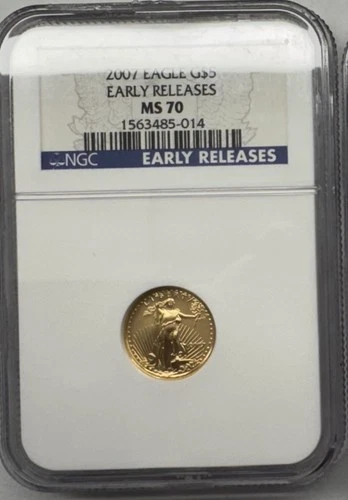 2007 EAGLE G$5
EARLY RELEASES
MS 70
1563485-014
NGC EARLY RELEASES